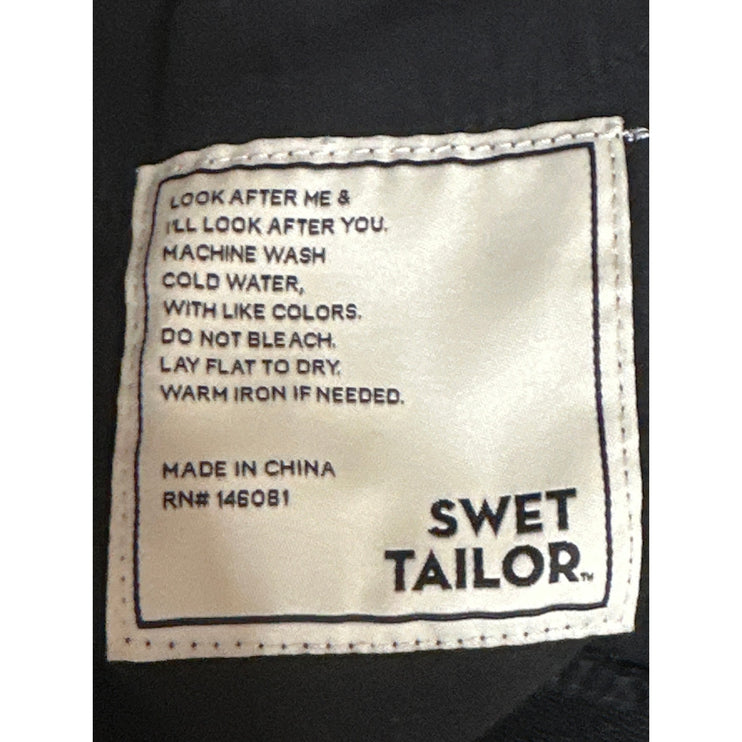 LOOK AFTER ME &
I'LL LOOK AFTER YOU.
MACHINE WASH
COLD WATER,
WITH LIKE COLORS.
DO NOT BLEACH.
LAY FLAT TO DRY.
WARM IRON IF NEEDED.
MADE IN CHINA
RN# 146081
SWET
TAILOR™